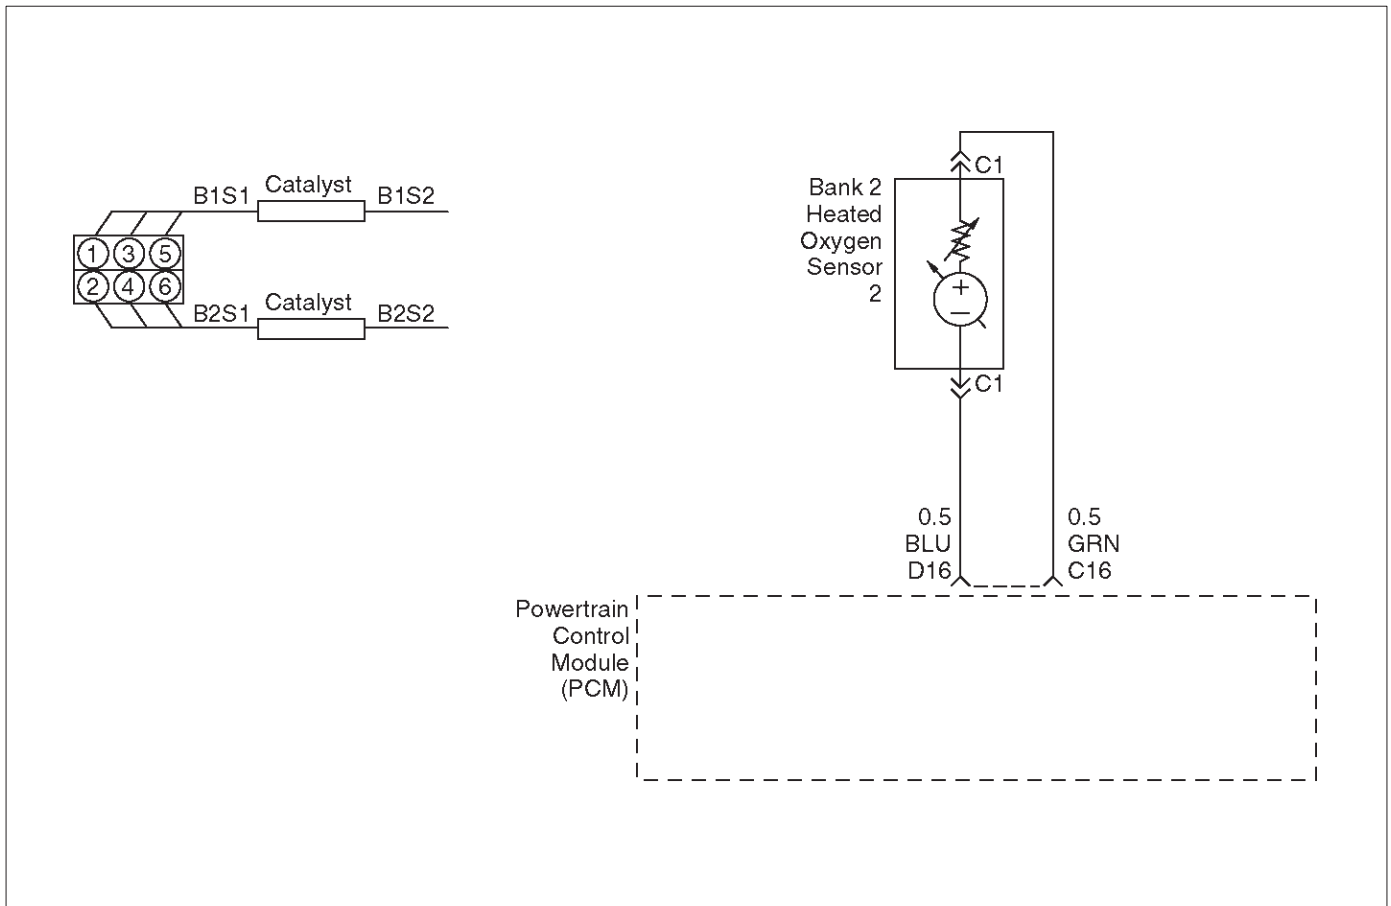 B1S1 Catalyst B1S2
1 3 5
2 4 6
B2S1 Catalyst B2S2
C1
Bank 2
Heated
Oxygen
Sensor
2
+
−
C1
0.5
BLU
D16
0.5
GRN
C16
Powertrain
Control
Module
(PCM)